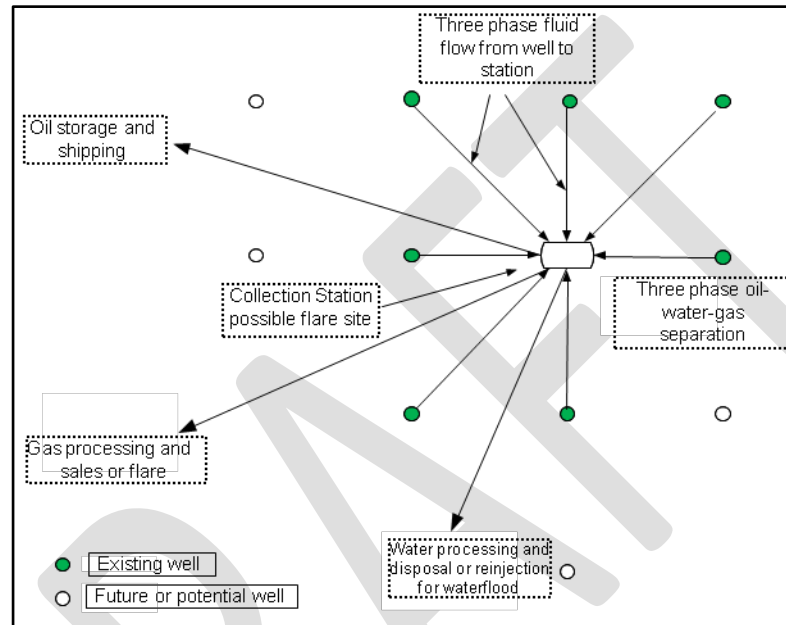 Three phase fluid
flow from well to
station
Oil storage and
shipping
Collection Station
possible flare site
Three phase oil-
water-gas
separation
Gas processing and
sales or flare
Water processing and
disposal or reinjection
for waterflood
Existing well
Future or potential well
DRAFT